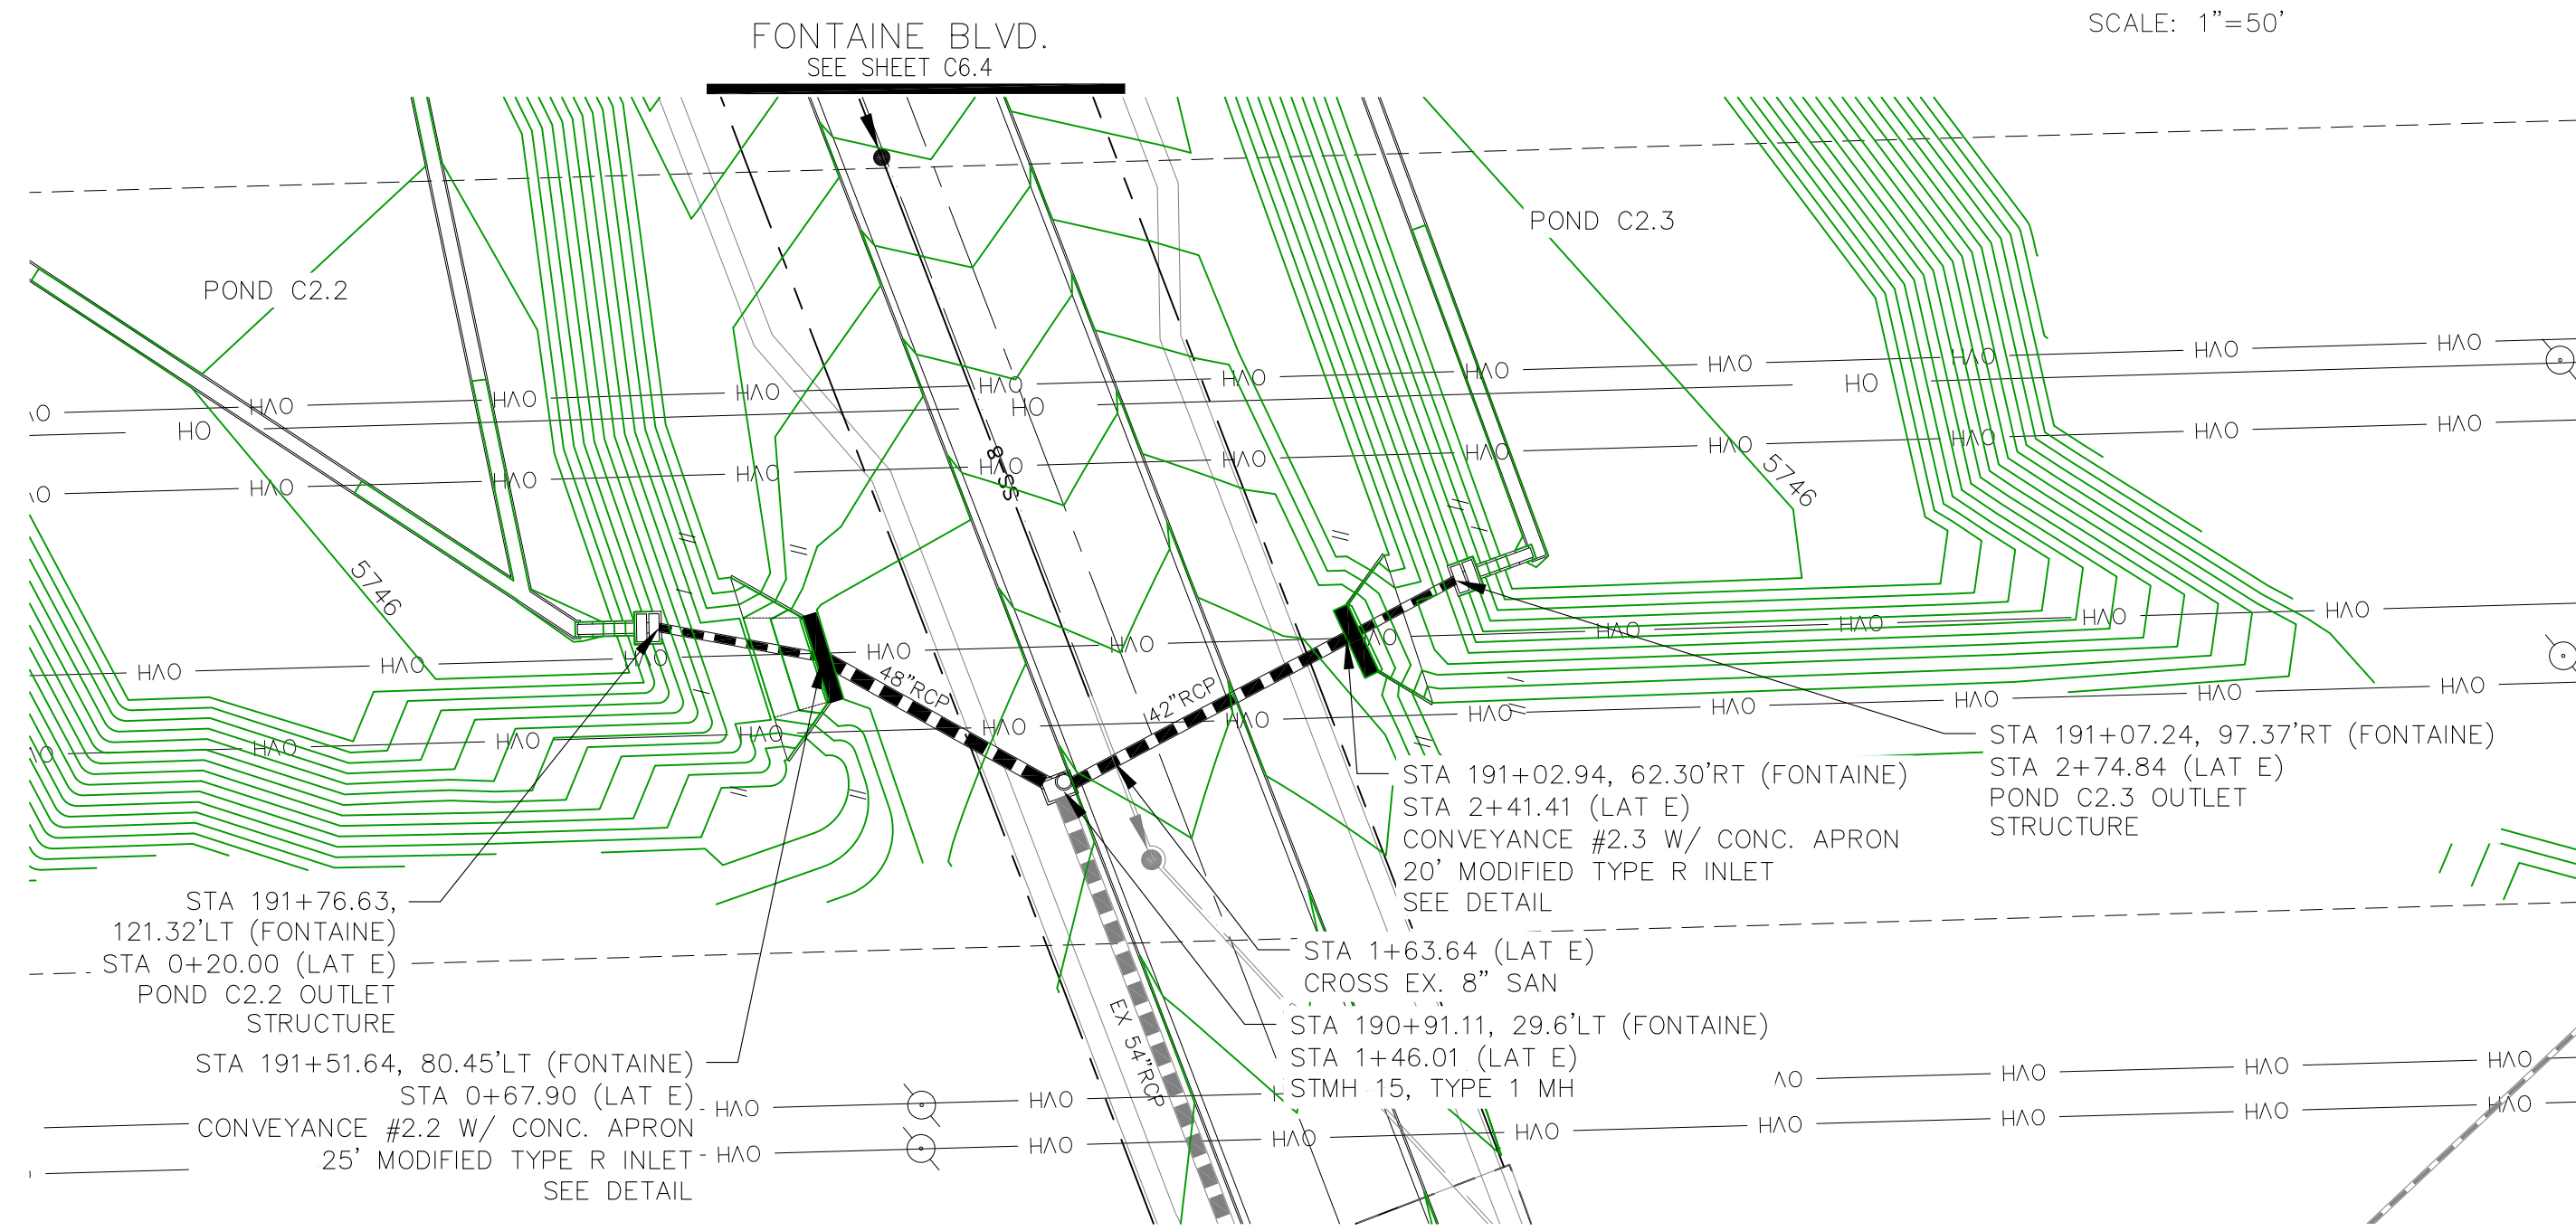 SCALE: 1"=50'
FONTAINE BLVD.
SEE SHEET C6.4
POND C2.2
POND C2.3
HO
HO
HO
8"SS
5746
5746
48"RCP
42"RCP
EX 54"RCP
STA 191+07.24, 97.37'RT (FONTAINE)
STA 2+74.84 (LAT E)
POND C2.3 OUTLET
STRUCTURE
STA 191+02.94, 62.30'RT (FONTAINE)
STA 2+41.41 (LAT E)
CONVEYANCE #2.3 W/ CONC. APRON
20' MODIFIED TYPE R INLET
SEE DETAIL
STA 191+76.63,
121.32'LT (FONTAINE)
STA 0+20.00 (LAT E)
POND C2.2 OUTLET
STRUCTURE
STA 1+63.64 (LAT E)
CROSS EX. 8" SAN
STA 190+91.11, 29.6'LT (FONTAINE)
STA 1+46.01 (LAT E)
STMH 15, TYPE 1 MH
STA 191+51.64, 80.45'LT (FONTAINE)
STA 0+67.90 (LAT E)
CONVEYANCE #2.2 W/ CONC. APRON
25' MODIFIED TYPE R INLET
SEE DETAIL